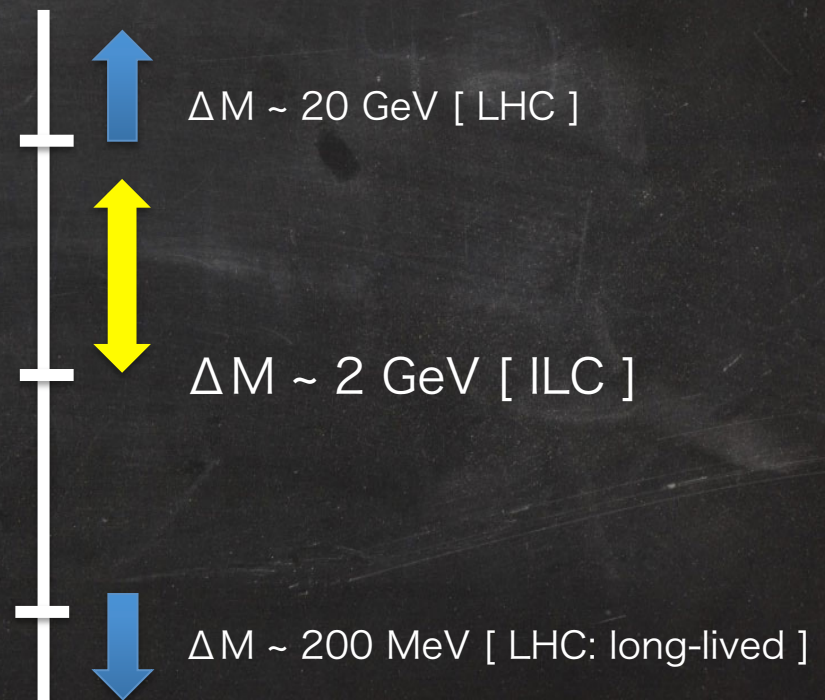 ΔM ~ 20 GeV [ LHC ]
ΔM ~ 2 GeV [ ILC ]
ΔM ~ 200 MeV [ LHC: long-lived ]